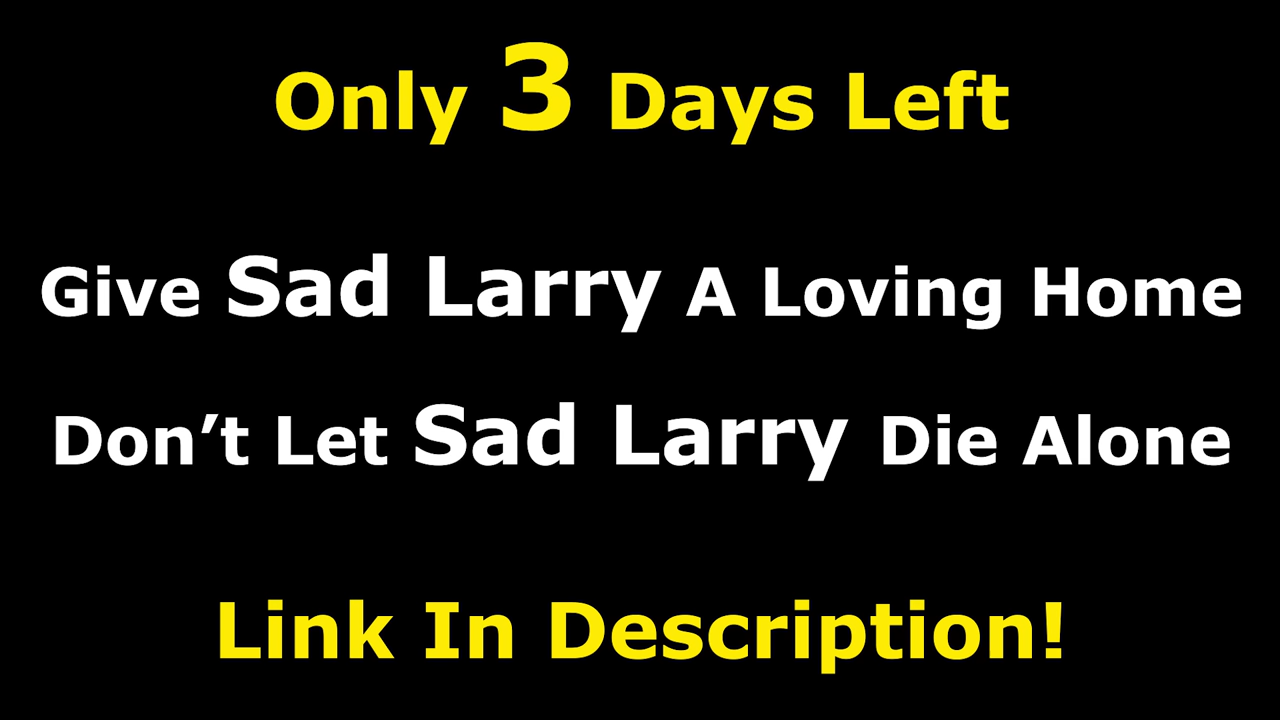 Only 3 Days Left
Give Sad Larry A Loving Home
Don’t Let Sad Larry Die Alone
Link In Description!